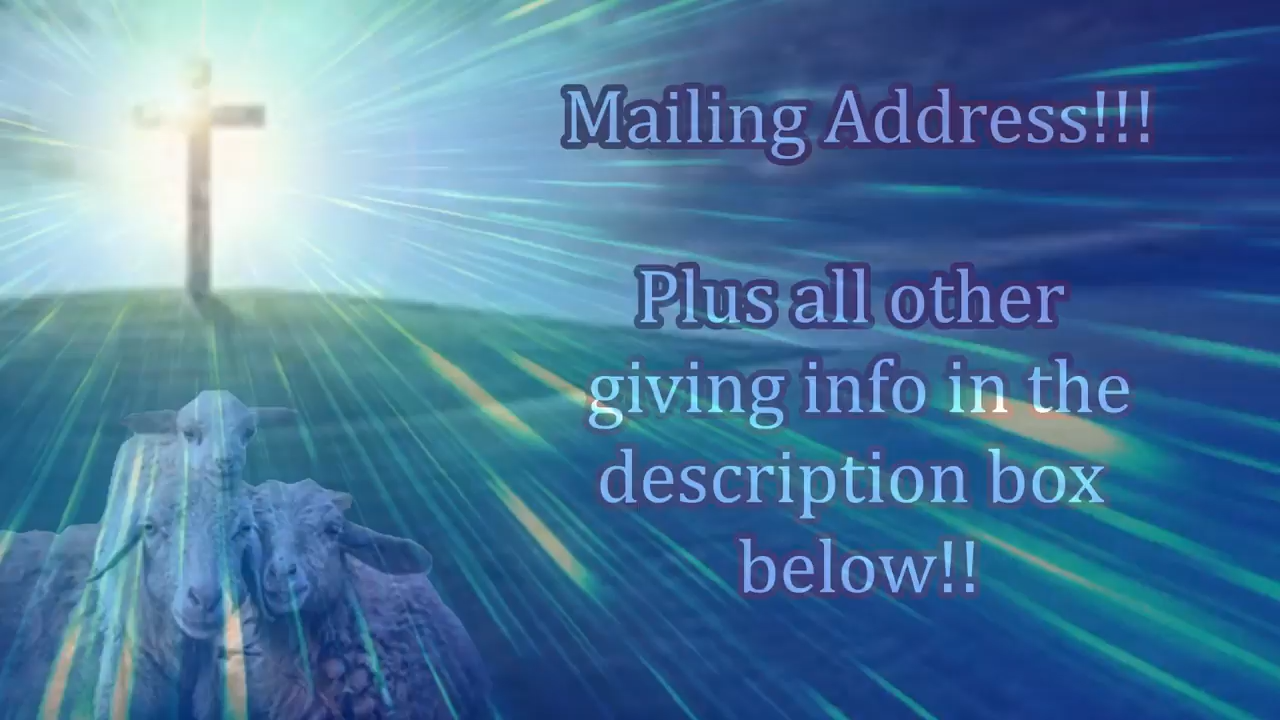 Mailing Address!!!
Plus all other
giving info in the
description box
below!!